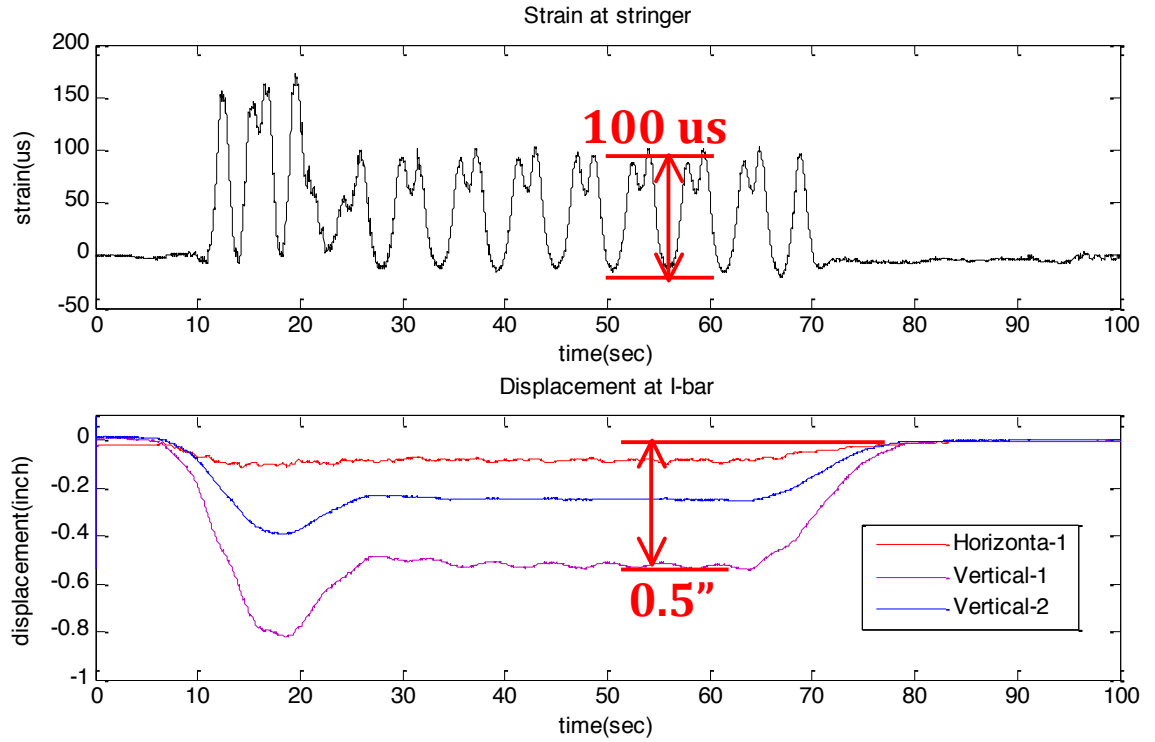 Strain at stringer
200
150
100
50
0
-50
strain(us)
100 us
0 10 20 30 40 50 60 70 80 90 100
time(sec)
Displacement at I-bar
0
-0.2
-0.4
-0.6
-0.8
-1
displacement(inch)
0.5”
Horizonta-1
Vertical-1
Vertical-2
0 10 20 30 40 50 60 70 80 90 100
time(sec)